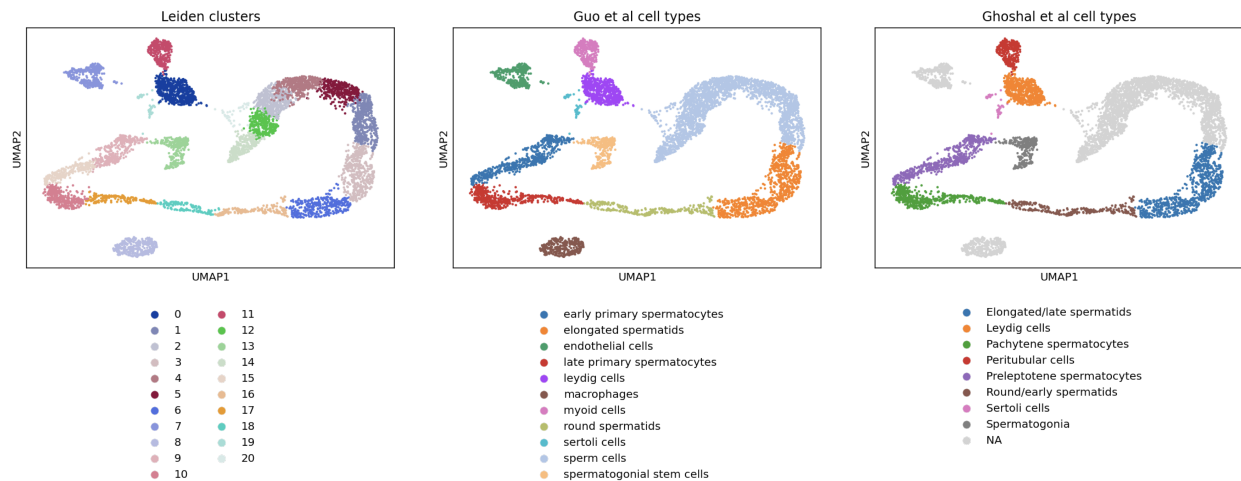 Leiden clusters
UMAP2
UMAP1
0
1
2
3
4
5
6
7
8
9
10
11
12
13
14
15
16
17
18
19
20
Guo et al cell types
UMAP2
UMAP1
early primary spermatocytes
elongated spermatids
endothelial cells
late primary spermatocytes
leydig cells
macrophages
myoid cells
round spermatids
sertoli cells
sperm cells
spermatogonial stem cells
Ghoshal et al cell types
UMAP2
UMAP1
Elongated/late spermatids
Leydig cells
Pachytene spermatocytes
Peritubular cells
Preleptotene spermatocytes
Round/early spermatids
Sertoli cells
Spermatogonia
NA